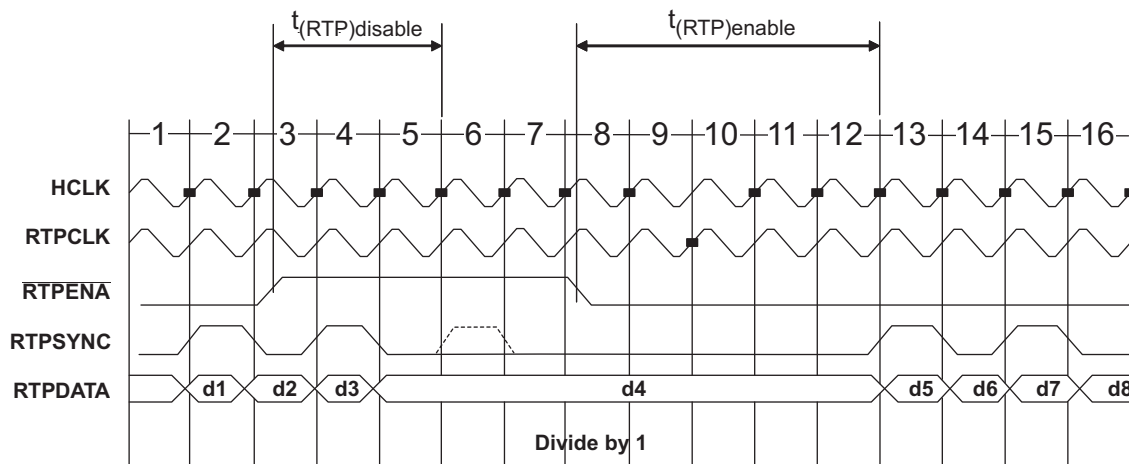 t(RTP)disable t(RTP)enable
1 2 3 4 5 6 7 8 9 10 11 12 13 14 15 16
HCLK
RTPCLK
RTPENA
RTPSYNC
RTPDATA d1 d2 d3 d4 d5 d6 d7 d8
Divide by 1